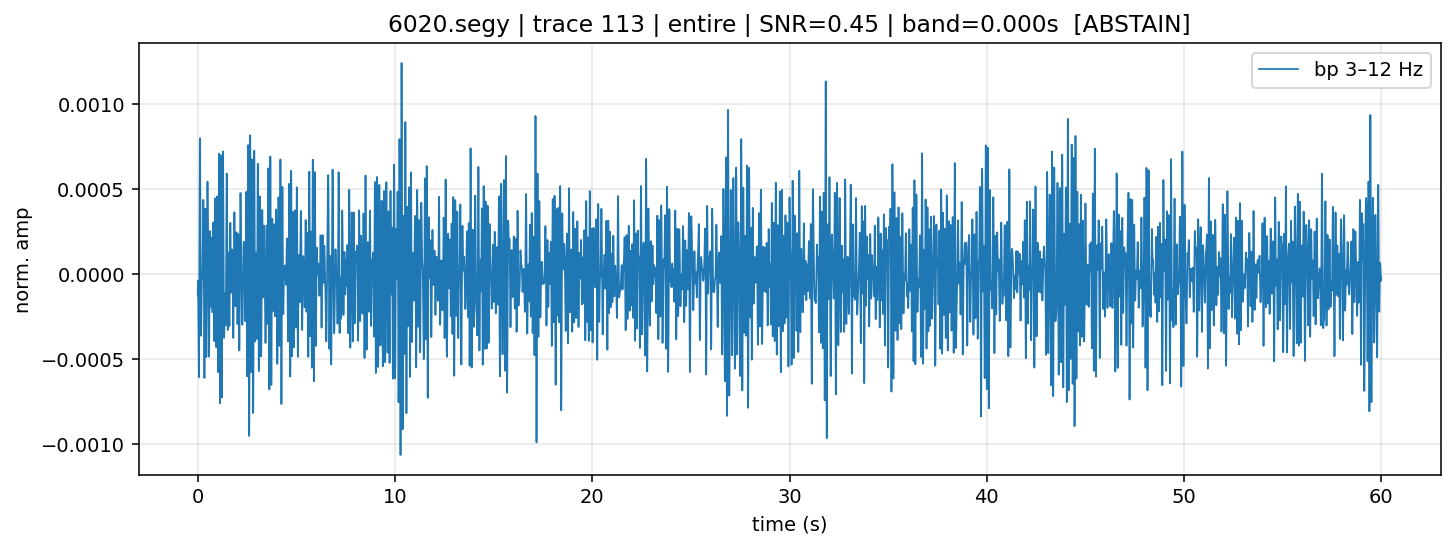 6020.segy | trace 113 | entire | SNR=0.45 | band=0.000s [ABSTAIN]
bp 3–12 Hz
norm. amp
0.0010
0.0005
0.0000
−0.0005
−0.0010
0 10 20 30 40 50 60
time (s)